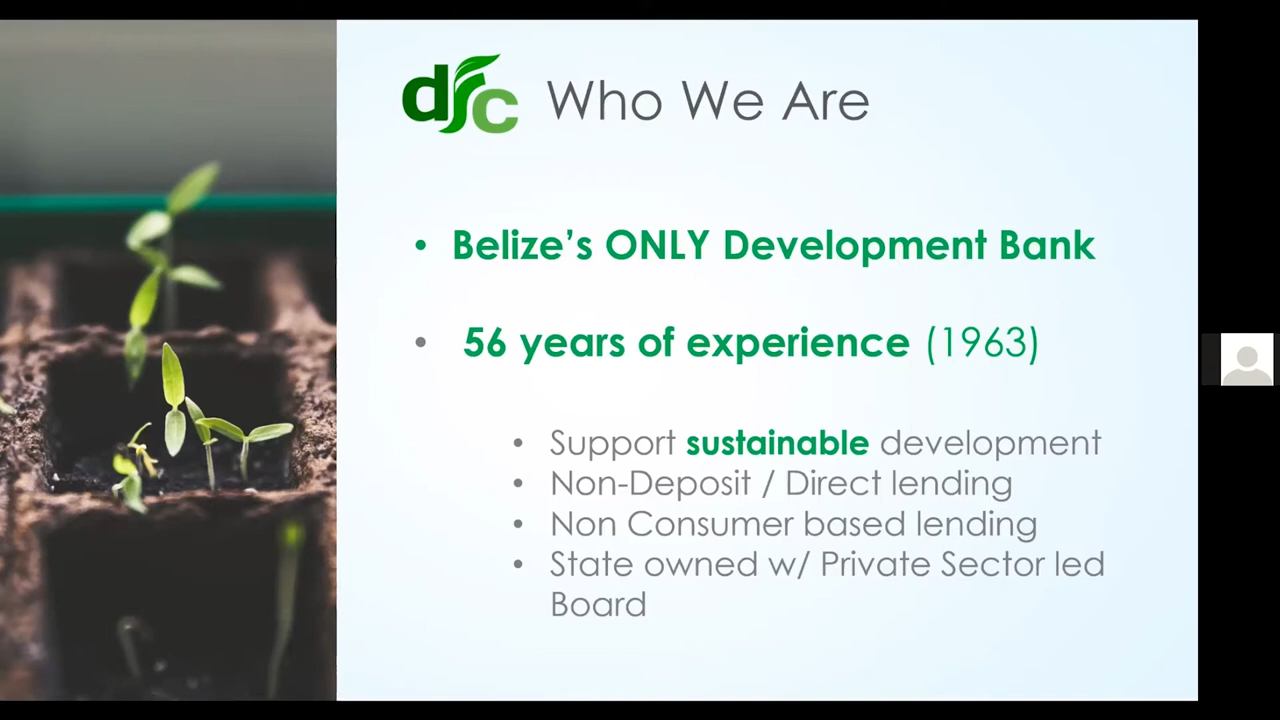 dfc Who We Are
• Belize's ONLY Development Bank
• 56 years of experience (1963)
• Support sustainable development
• Non-Deposit / Direct lending
• Non Consumer based lending
• State owned w/ Private Sector led
Board